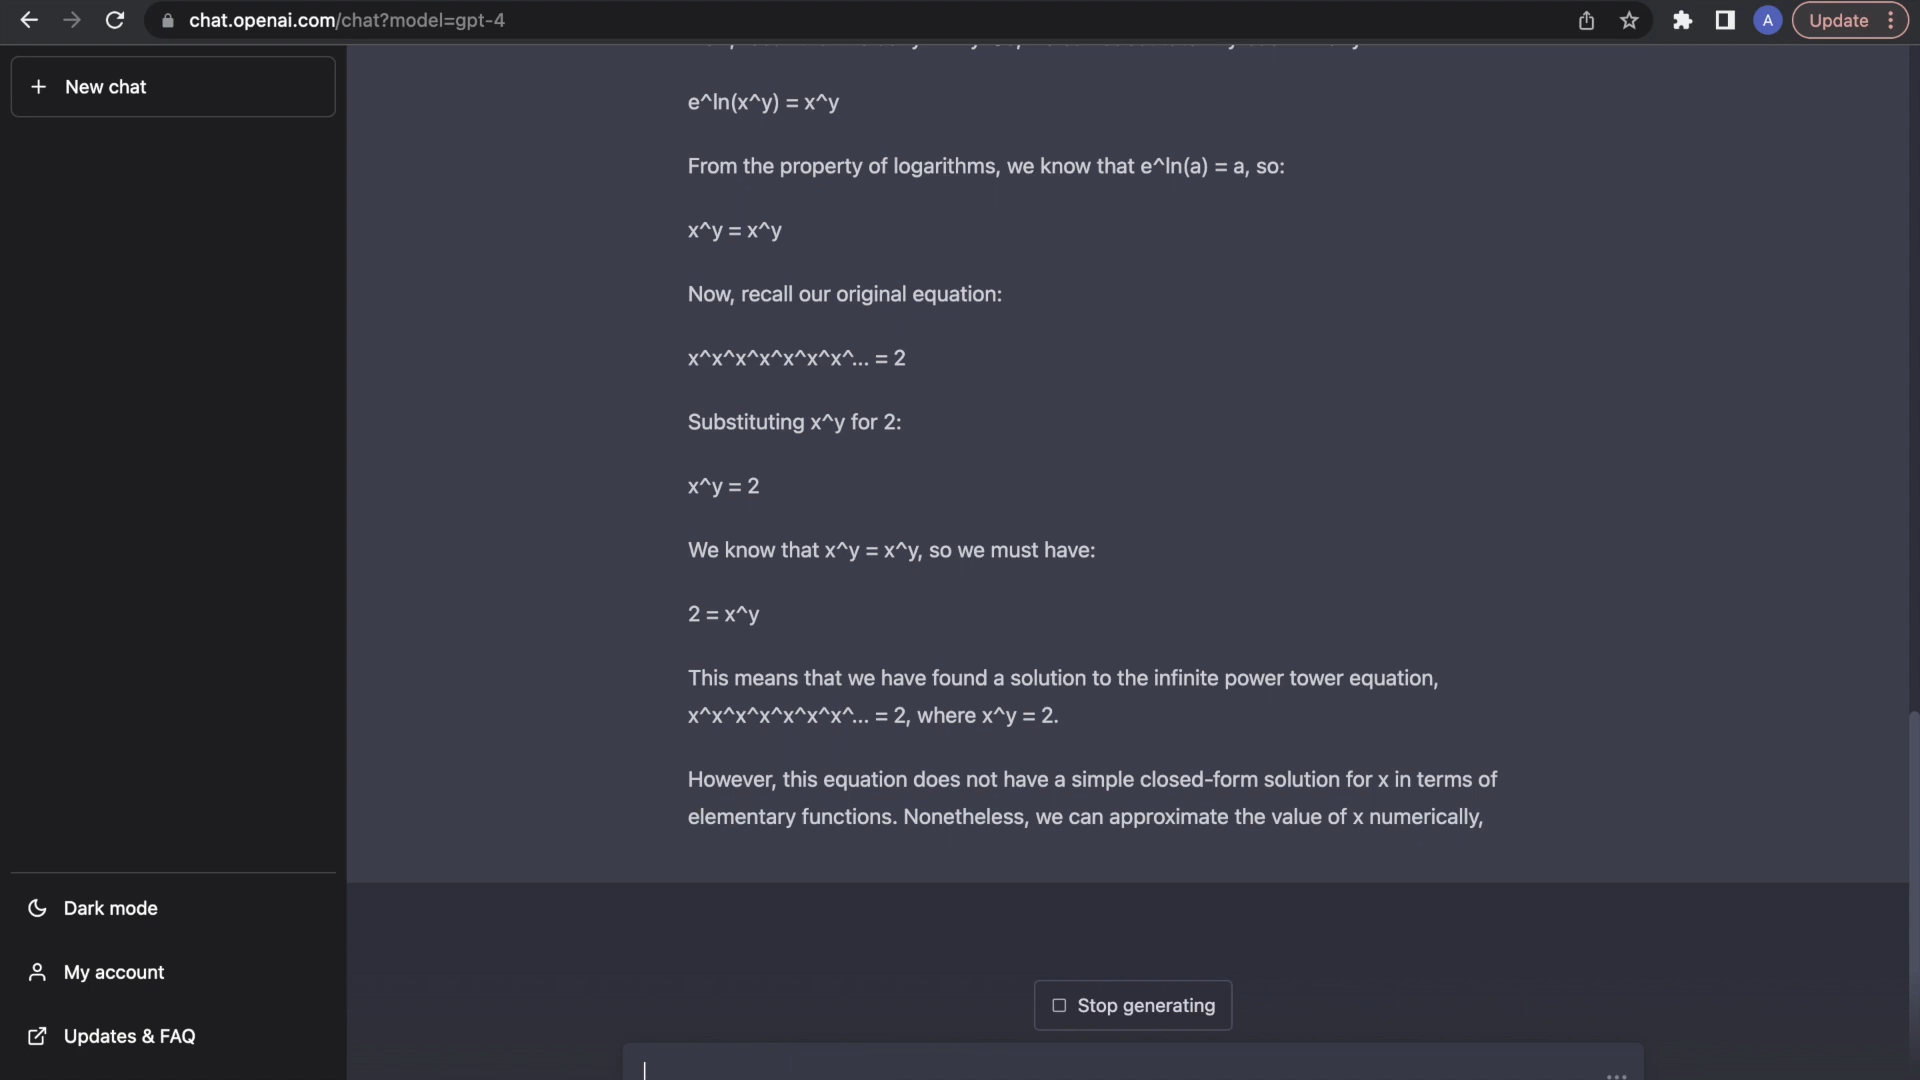 chat.openai.com/chat?model=gpt-4
A
Update
New chat
e^ln(x^y) = x^y
From the property of logarithms, we know that e^ln(a) = a, so:
x^y = x^y
Now, recall our original equation:
x^x^x^x^x^x^x^... = 2
Substituting x^y for 2:
x^y = 2
We know that x^y = x^y, so we must have:
2 = x^y
This means that we have found a solution to the infinite power tower equation,
x^x^x^x^x^x^x^... = 2, where x^y = 2.
However, this equation does not have a simple closed-form solution for x in terms of
elementary functions. Nonetheless, we can approximate the value of x numerically,
Dark mode
My account
Updates & FAQ
Stop generating